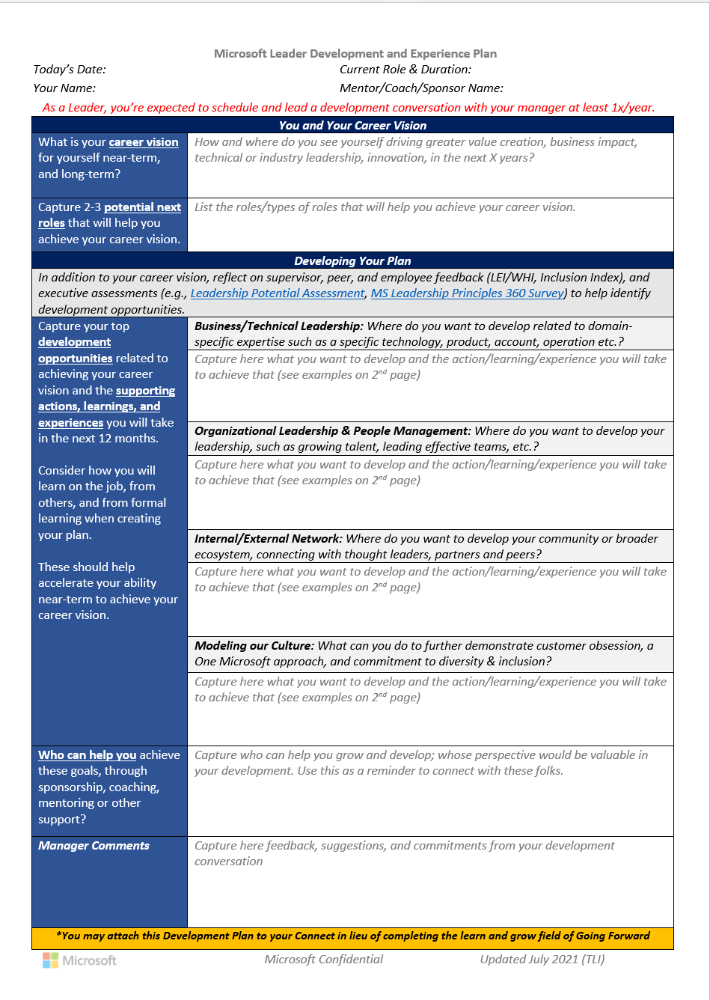 Microsoft Leader Development and Experience Plan
Today's Date:
Current Role & Duration:
Your Name:
Mentor/Coach/Sponsor Name:
As a Leader, you're expected to schedule and lead a development conversation with your manager at least 1x/year.
You and Your Career Vision
What is your career vision
for yourself near-term,
and long-term?
How and where do you see yourself driving greater value creation, business impact,
technical or industry leadership, innovation, in the next X years?
Capture 2-3 potential next
roles that will help you
achieve your career vision.
List the roles/types of roles that will help you achieve your career vision.
Developing Your Plan
In addition to your career vision, reflect on supervisor, peer, and employee feedback (LEI/WHI, Inclusion Index), and
executive assessments (e.g., Leadership Potential Assessment, MS Leadership Principles 360 Survey) to help identify
development opportunities.
Capture your top
development
opportunities related to
achieving your career
vision and the supporting
actions, learnings, and
experiences you will take
in the next 12 months.
Consider how you will
learn on the job, from
others, and from formal
learning when creating
your plan.
These should help
accelerate your ability
near-term to achieve your
career vision.
Business/Technical Leadership: Where do you want to develop related to domain-
specific expertise such as a specific technology, product, account, operation etc.?
Capture here what you want to develop and the action/learning/experience you will take
to achieve that (see examples on 2nd page)
Organizational Leadership & People Management: Where do you want to develop your
leadership, such as growing talent, leading effective teams, etc.?
Capture here what you want to develop and the action/learning/experience you will take
to achieve that (see examples on 2nd page)
Internal/External Network: Where do you want to develop your community or broader
ecosystem, connecting with thought leaders, partners and peers?
Capture here what you want to develop and the action/learning/experience you will take
to achieve that (see examples on 2nd page)
Modeling our Culture: What can you do to further demonstrate customer obsession, a
One Microsoft approach, and commitment to diversity & inclusion?
Capture here what you want to develop and the action/learning/experience you will take
to achieve that (see examples on 2nd page)
Who can help you achieve
these goals, through
sponsorship, coaching,
mentoring or other
support?
Capture who can help you grow and develop; whose perspective would be valuable in
your development. Use this as a reminder to connect with these folks.
Manager Comments
Capture here feedback, suggestions, and commitments from your development
conversation
*You may attach this Development Plan to your Connect in lieu of completing the learn and grow field of Going Forward
Microsoft
Microsoft Confidential
Updated July 2021 (TLI)